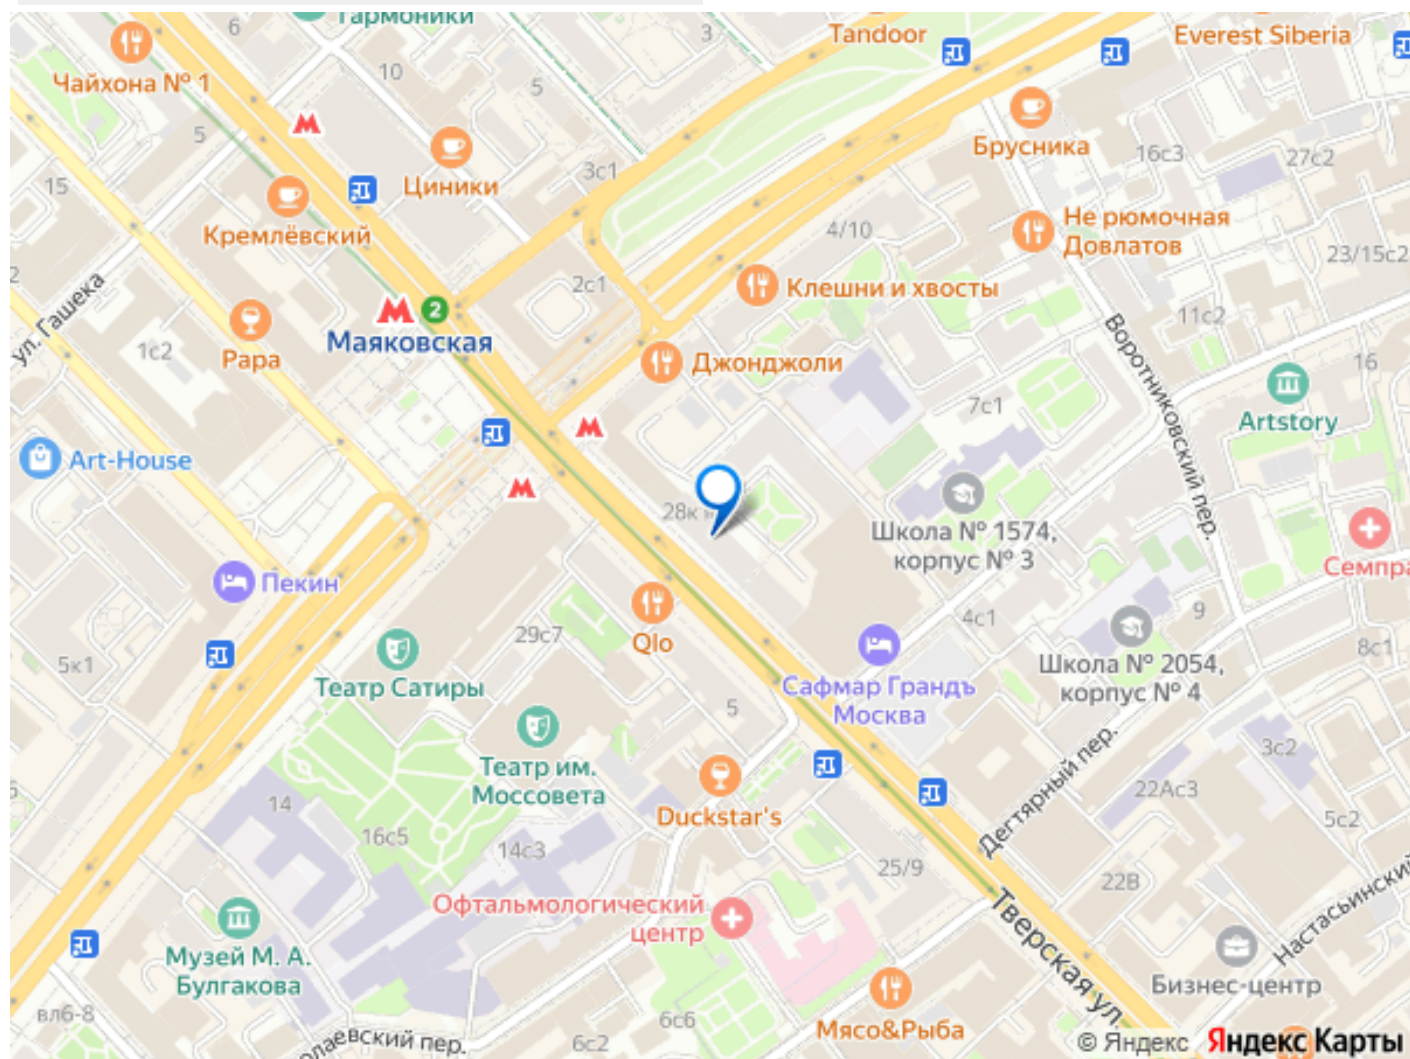 Гармоники
6
3
Tandoor
Everest Siberia
Чайхона № 1
10
5
5
Брусника
16с3
27с2
15
Циники
3с1
Кремлёвский
4/10
Не рюмочная
Довлатов
23/15с2
2
ул. Гашека
2с1
Клешни и хвосты
11с2
2
Маяковская
1с2
Papa
Джонджоли
16
Воротниковский пер.
7с1
Artstory
Art-House
28к
Школа № 1574,
корпус № 3
Семпра
Пекин
9
Qlo
4с1
29с7
5к1
8с1
Театр Сатиры
Школа № 2054,
корпус № 4
Сафмар Грандъ
Москва
5
3с2
Театр им.
Моссовета
Дегтярный пер.
22Ас3
14
Duckstar's
5с2
16с5
14с3
25/9
22В
Офтальмологический
центр
Тверская ул.
Настасьинский
Музей М. А.
Булгакова
Бизнес-центр
вл6-8
6с6
Мясо&Рыба
олаевский пер.
6с2
© Яндекс Яндекс Карты